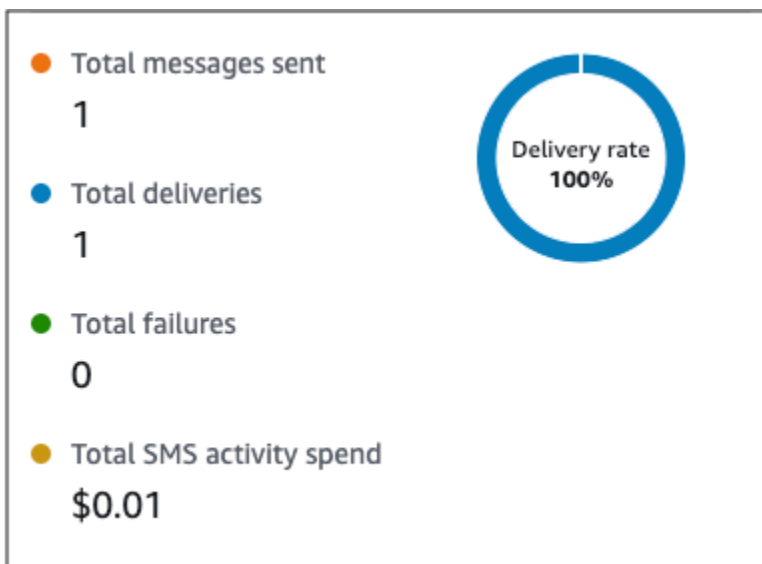 Total messages sent
1
Total deliveries
1
Total failures
0
Total SMS activity spend
$0.01
Delivery rate
100%